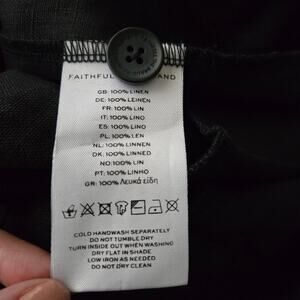 FAITHFULL AND
GB: 100% LINEN
DE: 100% LEINEN
FR: 100% LIN
IT: 100% LINO
ES: 100% LINO
PL: 100% LEN
NL: 100% LINNEN
DK: 100% LINNED
NO: 100% LIN
PT: 100% LINHO
GR: 100% Λευκά είδη
COLD HANDWASH SEPARATELY
DO NOT TUMBLE DRY
TURN INSIDE OUT WHEN WASHING
DRY FLAT IN SHADE
LOW IRON AS NEEDED
DO NOT DRY CLEAN